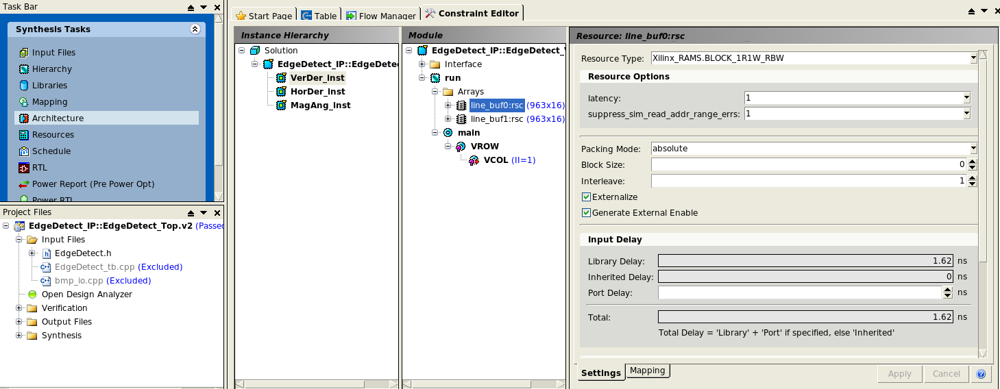 Task Bar
Synthesis Tasks
Input Files
Hierarchy
Libraries
Mapping
Architecture
Resources
Schedule
RTL
Power Report (Pre Power Opt)
Power RTL
Project Files
EdgeDetect_IP::EdgeDetect_Top.v2 (Passed
Input Files
EdgeDetect.h
EdgeDetect_tb.cpp (Excluded)
bmp_io.cpp (Excluded)
Open Design Analyzer
Verification
Output Files
Synthesis
Start Page
Table
Flow Manager
Constraint Editor
Instance Hierarchy
Solution
EdgeDetect_IP::EdgeDete
VerDer_inst
HorDer_inst
MagAng_inst
Module
EdgeDetect_IP::EdgeDetect_
Interface
run
Arrays
line_buf0:rsc (963x16)
line_buf1:rsc (963x16)
main
VROW
VCOL (II=1)
Resource: line_buf0:rsc
Resource Type: Xilinx_RAMS.BLOCK_1R1W_RBW
Resource Options
latency: 1
suppress_sim_read_addr_range_errs: 1
Packing Mode: absolute
Block Size: 0
Interleave: 1
Externalize
Generate External Enable
Input Delay
Library Delay: 1.62 ns
Inherited Delay: 0 ns
Port Delay: ns
Total: 1.62 ns
Total Delay = 'Library' + 'Port' if specified, else 'Inherited'
Settings
Mapping
Apply
Cancel